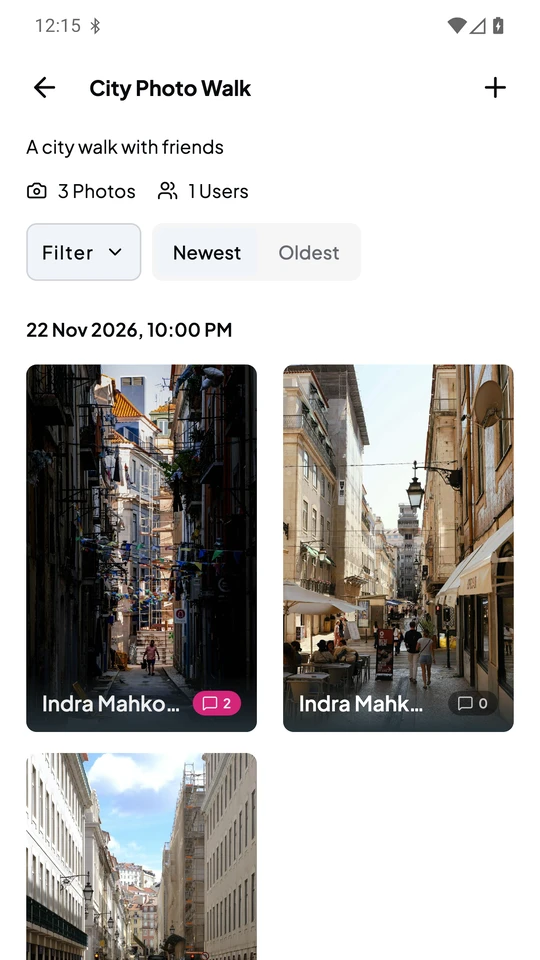 12:15
City Photo Walk
A city walk with friends
3 Photos 1 Users
Filter Newest Oldest
22 Nov 2026, 10:00 PM
Indra Mahko... 2
Indra Mahk... 0